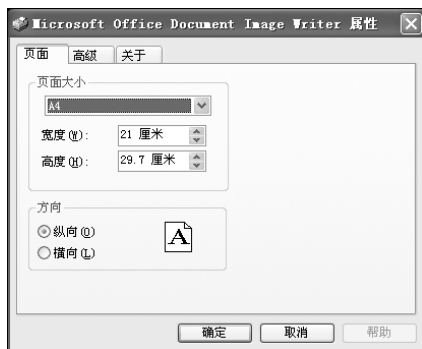 Microsoft Office Document Image Writer 属性
页面 高级 关于
页面大小
A4
宽度(W): 21 厘米
高度(H): 29.7 厘米
方向
纵向(O)
A
横向(L)
确定 取消 帮助